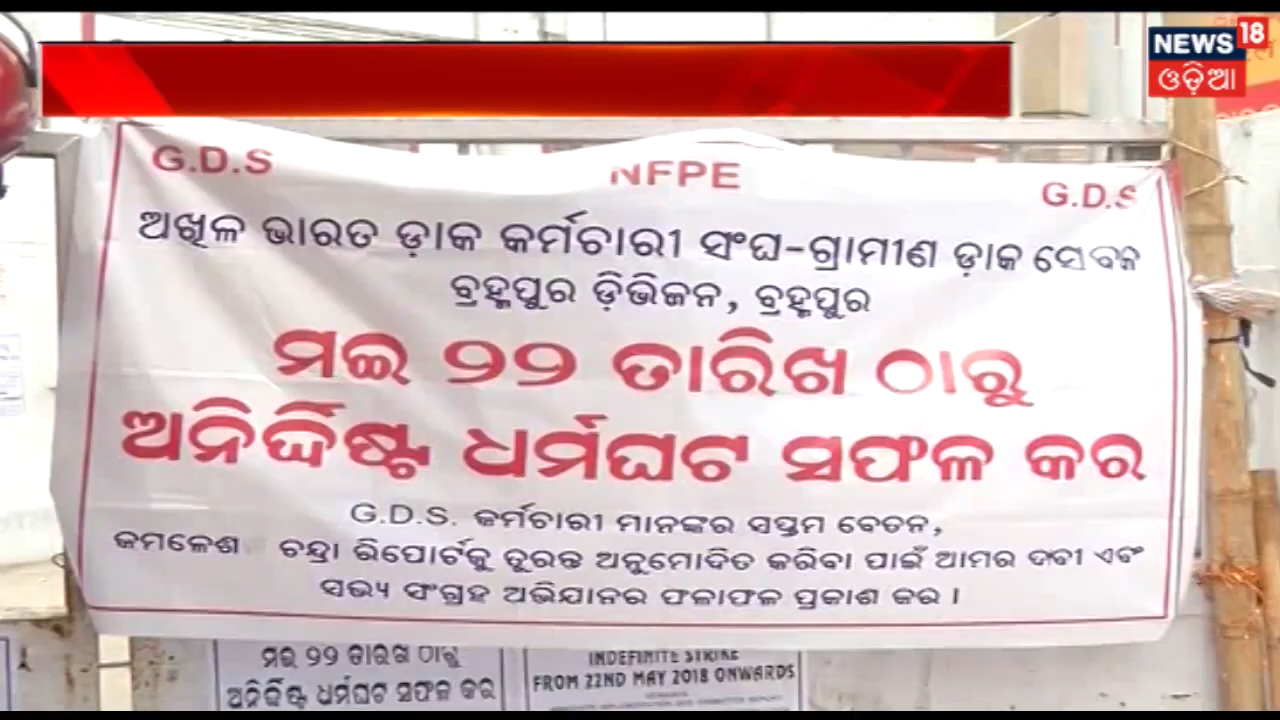 NEWS 18
ଓଡ଼ିଆ
G.D.S NFPE G.D.S
ଅଖିଳ ଭାରତ ଡ଼ାକ କର୍ମଚାରୀ ସଂଘ-ଗ୍ରାମୀଣ ଡ଼ାକ ସେବକ
ବ୍ରହ୍ମପୁର ଡ଼ିଭିଜନ, ବ୍ରହ୍ମପୁର
ମଇ ୨୨ ତାରିଖ ଠାରୁ
ଅନିର୍ଦ୍ଦିଷ୍ଟ ଧର୍ମଘଟ ସଫଳ କର
G.D.S. କର୍ମଚାରୀ ମାନଙ୍କର ସପ୍ତମ ବେତନ,
କମଳେଶ ଚନ୍ଦ୍ରା ରିପୋର୍ଟକୁ ତୁରନ୍ତ ଅନୁମୋଦିତ କରିବା ପାଇଁ ଆମର ଦାବୀ ଏବଂ
ସଭ୍ୟ ସଂଗ୍ରହ ଅଭିଯାନର ଫଳାଫଳ ପ୍ରକାଶ କର ।
ମଇ ୨୨ ତାରିଖ ଠାରୁ
ଅନିର୍ଦ୍ଦିଷ୍ଟ ଧର୍ମଘଟ ସଫଳ କର
INDEFINITE STRIKE
FROM 22ND MAY 2018 ONWARDS